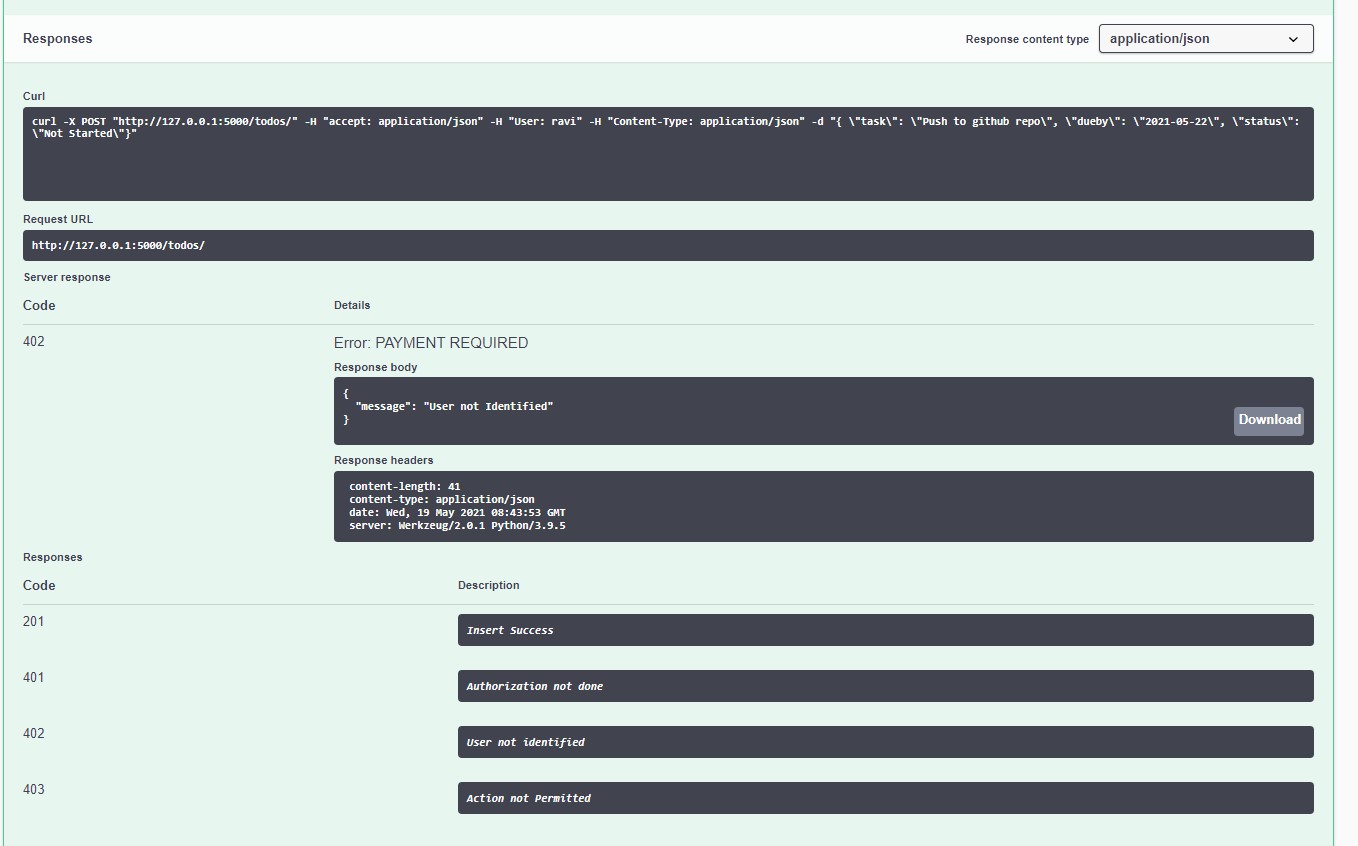 Responses
Response content type application/json
Curl
curl -X POST "http://127.0.0.1:5000/todos/" -H "accept: application/json" -H "User: ravi" -H "Content-Type: application/json" -d "{ \"task\": \"Push to github repo\", \"dueby\": \"2021-05-22\", \"status\":
\"Not Started\"}"
Request URL
http://127.0.0.1:5000/todos/
Server response
Code Details
402 Error: PAYMENT REQUIRED
Response body
{
"message": "User not Identified"
}
Download
Response headers
content-length: 41
content-type: application/json
date: Wed, 19 May 2021 08:43:53 GMT
server: Werkzeug/2.0.1 Python/3.9.5
Responses
Code Description
201 Insert Success
401 Authorization not done
402 User not identified
403 Action not Permitted